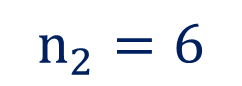 n₂ = 6